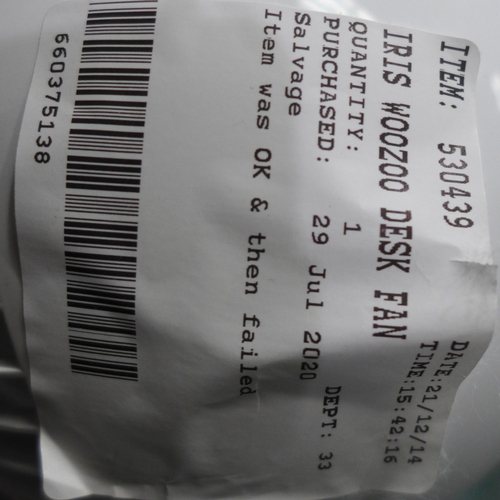 ITEM: 530439
DATE:21/12/14
TIME:15:42:16
IRIS WOOZOO DESK FAN
QUANTITY: 1
PURCHASED: 29 Jul 2020 DEPT: 33
Salvage
Item was OK & then failed
660375138